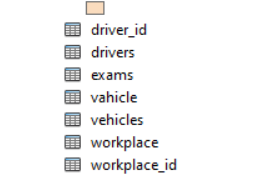 driver_id
drivers
exams
vahicle
vehicles
workplace
workplace_id